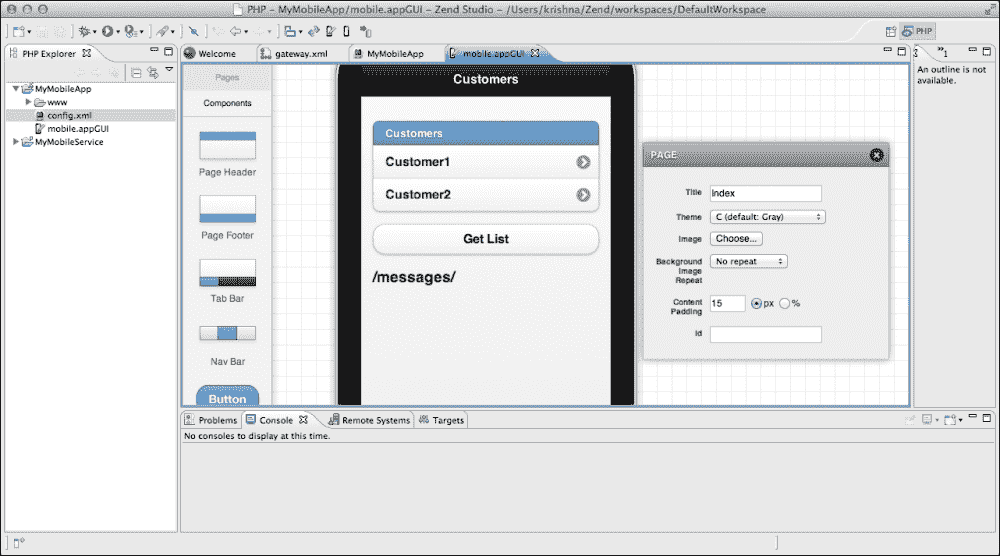 PHP – MyMobileApp/mobile.appGUI – Zend Studio – /Users/krishna/Zend/workspaces/DefaultWorkspace
PHP
PHP Explorer
Welcome
gateway.xml
MyMobileApp
mobile.appGUI
1
MyMobileApp
www
config.xml
mobile.appGUI
MyMobileService
Pages
Components
Page Header
Page Footer
Tab Bar
Nav Bar
Button
Customers
Customers
Customer1
Customer2
Get List
/messages/
PAGE
Title
Index
Theme
C (default: Gray)
Image
Choose...
Background Image Repeat
No repeat
Content Padding
15
px
%
Id
An outline is not
available.
Problems
Console
Remote Systems
Targets
No consoles to display at this time.